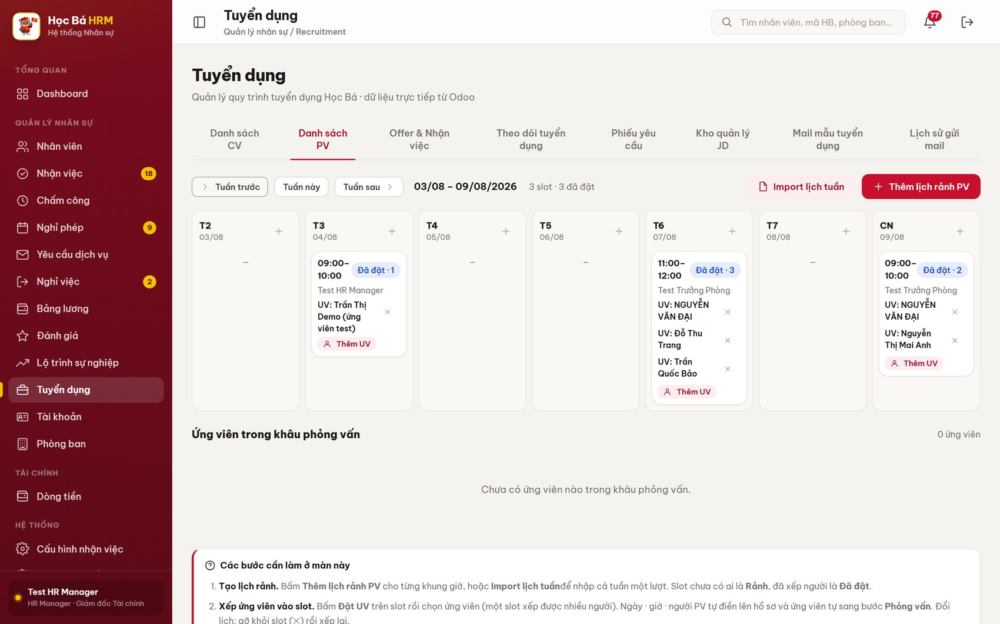 Học Bá HRM
Hệ thống Nhân sự
TỔNG QUAN
Dashboard
QUẢN LÝ NHÂN SỰ
Nhân viên
Nhận việc 18
Chấm công
Nghỉ phép 9
Yêu cầu dịch vụ
Nghỉ việc 2
Bảng lương
Đánh giá
Lộ trình sự nghiệp
Tuyển dụng
Tài khoản
Phòng ban
TÀI CHÍNH
Dòng tiền
HỆ THỐNG
Cấu hình nhận việc
Test HR Manager
HR Manager · Giám đốc Tài chính
Tuyển dụng
Quản lý nhân sự / Recruitment
Tìm nhân viên, mã HB, phòng ban...
77
Tuyển dụng
Quản lý quy trình tuyển dụng Học Bá · dữ liệu trực tiếp từ Odoo
Danh sách CV
Danh sách PV
Offer & Nhận việc
Theo dõi tuyển dụng
Phiếu yêu cầu
Kho quản lý JD
Mail mẫu tuyển dụng
Lịch sử gửi mail
Tuần trước
Tuần này
Tuần sau
03/08 – 09/08/2026
3 slot · 3 đã đặt
Import lịch tuần
Thêm lịch rảnh PV
T2
03/08
–
T3
04/08
09:00–
10:00
Đã đặt · 1
Test HR Manager
UV: Trần Thị
Demo (ứng
viên test)
Thêm UV
T4
05/08
–
T5
06/08
–
T6
07/08
11:00–
12:00
Đã đặt · 3
Test Trưởng Phòng
UV: NGUYỄN
VĂN ĐẠI
UV: Đỗ Thu
Trang
UV: Trần
Quốc Bảo
Thêm UV
T7
08/08
–
CN
09/08
09:00–
10:00
Đã đặt · 2
Test Trưởng Phòng
UV: NGUYỄN
VĂN ĐẠI
UV: Nguyễn
Thị Mai Anh
Thêm UV
Ứng viên trong khâu phỏng vấn
0 ứng viên
Chưa có ứng viên nào trong khâu phỏng vấn.
Các bước cần làm ở màn này
1. Tạo lịch rảnh. Bấm Thêm lịch rảnh PV cho từng khung giờ, hoặc Import lịch tuầnđể nhập cả tuần một lượt. Slot chưa có ai là Rảnh, đã xếp người là Đã đặt.
2. Xếp ứng viên vào slot. Bấm Đặt UV trên slot rồi chọn ứng viên (một slot xếp được nhiều người). Ngày · giờ · người PV tự điền lên hồ sơ và ứng viên tự sang bước Phỏng vấn. Đổi
lịch: gỡ khỏi slot (×) rồi xếp lại.